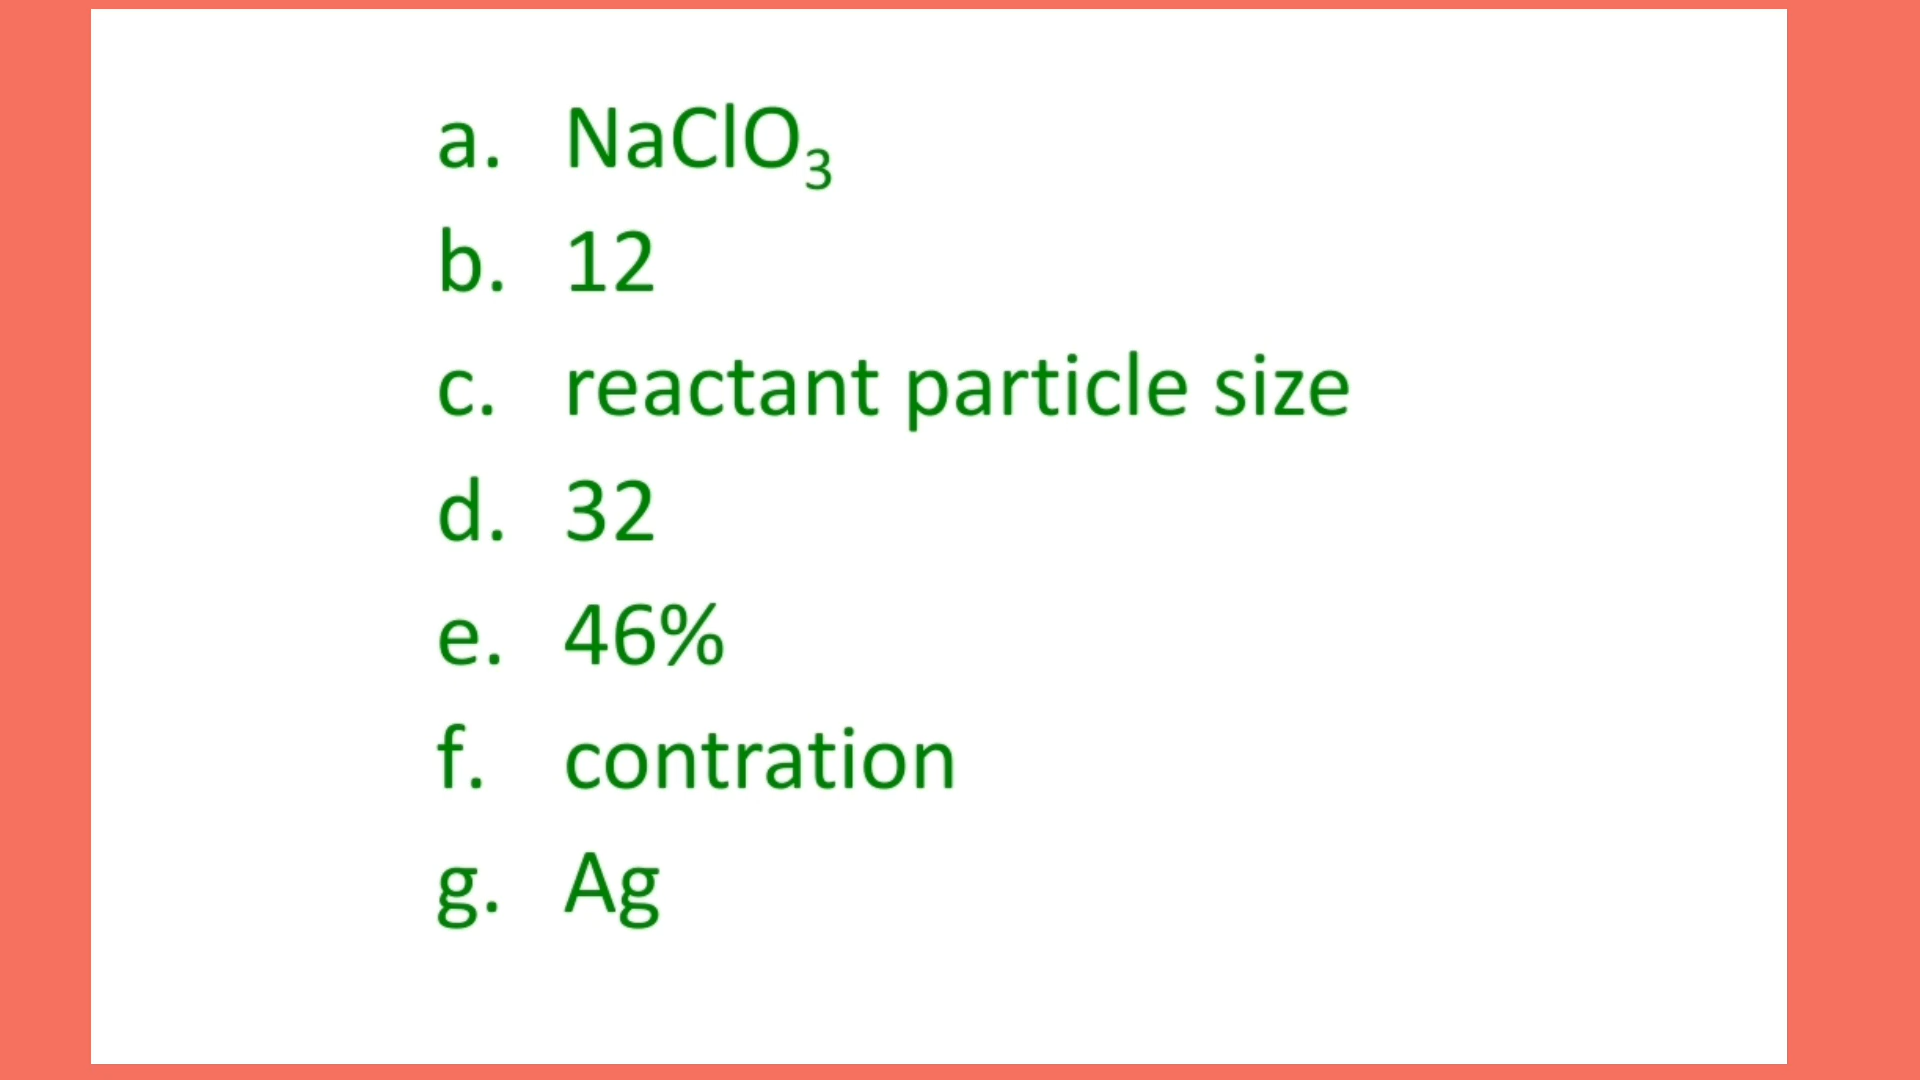 a. NaClO₃
b. 12
c. reactant particle size
d. 32
e. 46%
f. contration
g. Ag